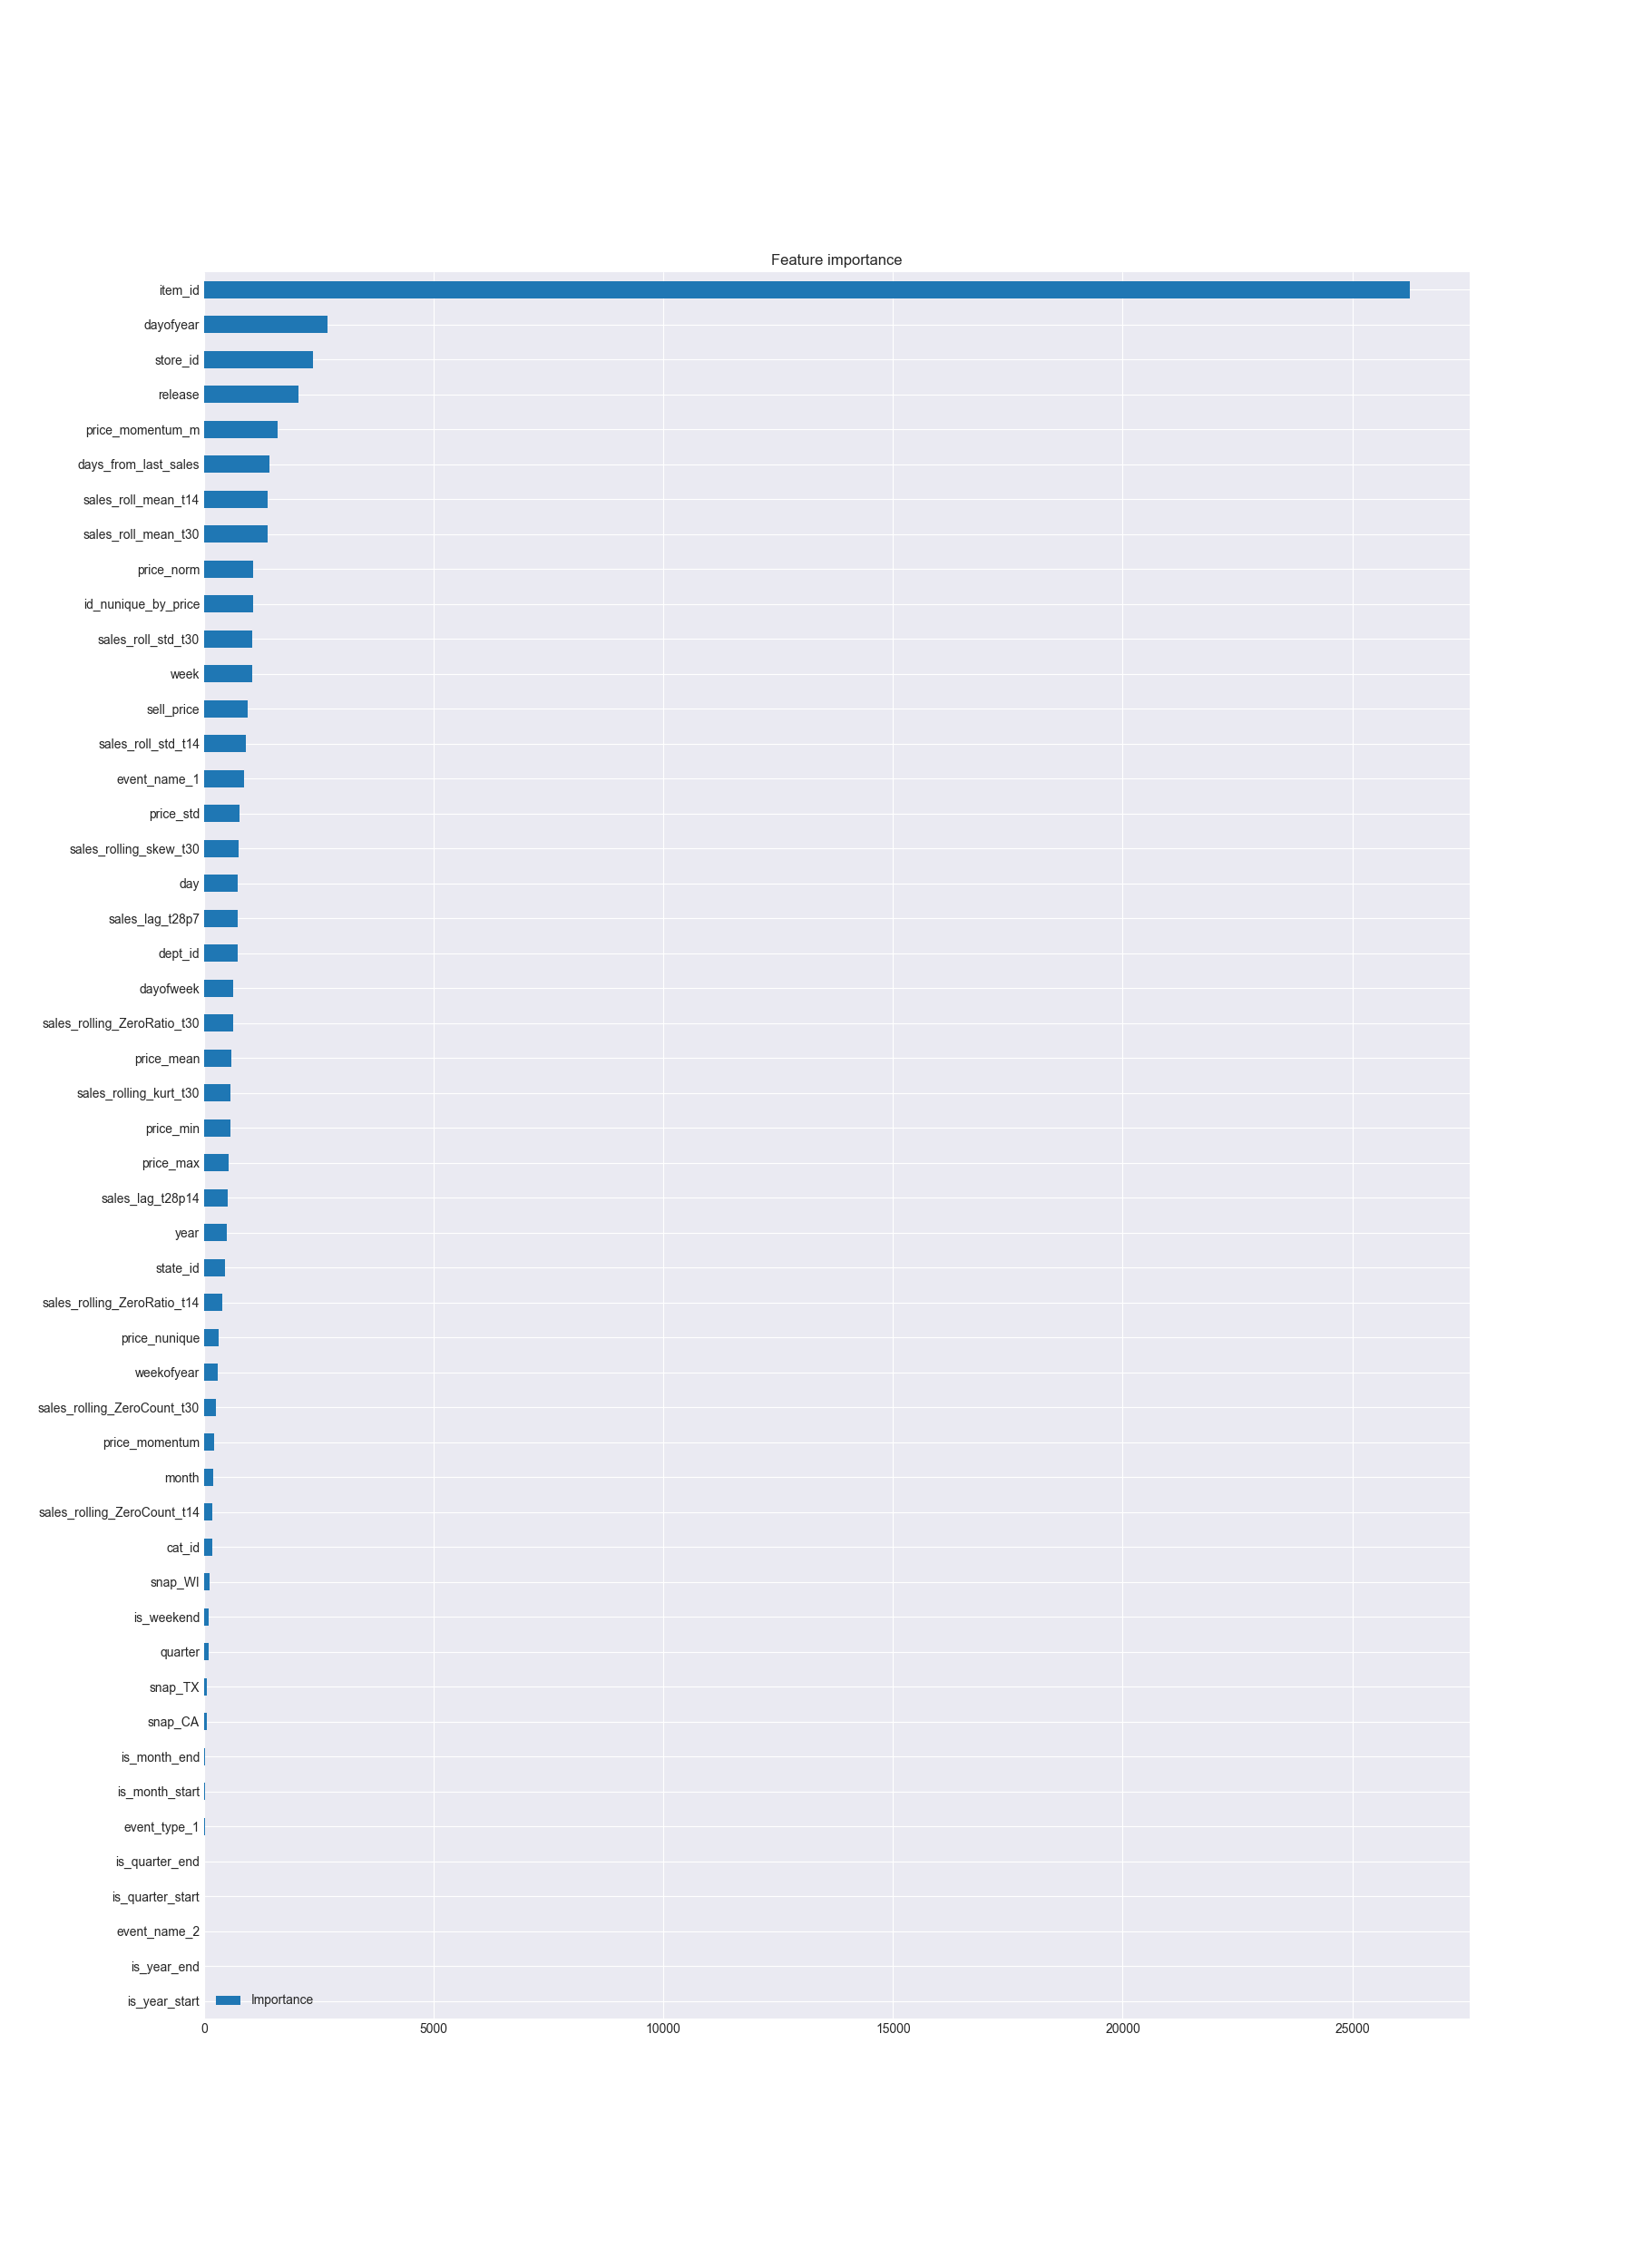 Feature importance
item_id
dayofyear
store_id
release
price_momentum_m
days_from_last_sales
sales_roll_mean_t14
sales_roll_mean_t30
price_norm
id_nunique_by_price
sales_roll_std_t30
week
sell_price
sales_roll_std_t14
event_name_1
price_std
sales_rolling_skew_t30
day
sales_lag_t28p7
dept_id
dayofweek
sales_rolling_ZeroRatio_t30
price_mean
sales_rolling_kurt_t30
price_min
price_max
sales_lag_t28p14
year
state_id
sales_rolling_ZeroRatio_t14
price_nunique
weekofyear
sales_rolling_ZeroCount_t30
price_momentum
month
sales_rolling_ZeroCount_t14
cat_id
snap_WI
is_weekend
quarter
snap_TX
snap_CA
is_month_end
is_month_start
event_type_1
is_quarter_end
is_quarter_start
event_name_2
is_year_end
is_year_start
Importance
0 5000 10000 15000 20000 25000